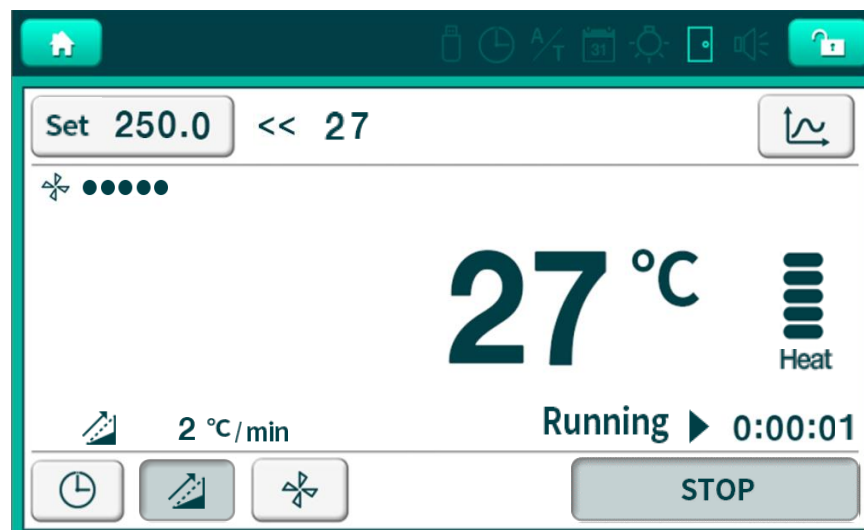 A/T 31
Set 250.0 << 27
27 °C
Heat
2 °C/min Running 0:00:01
STOP